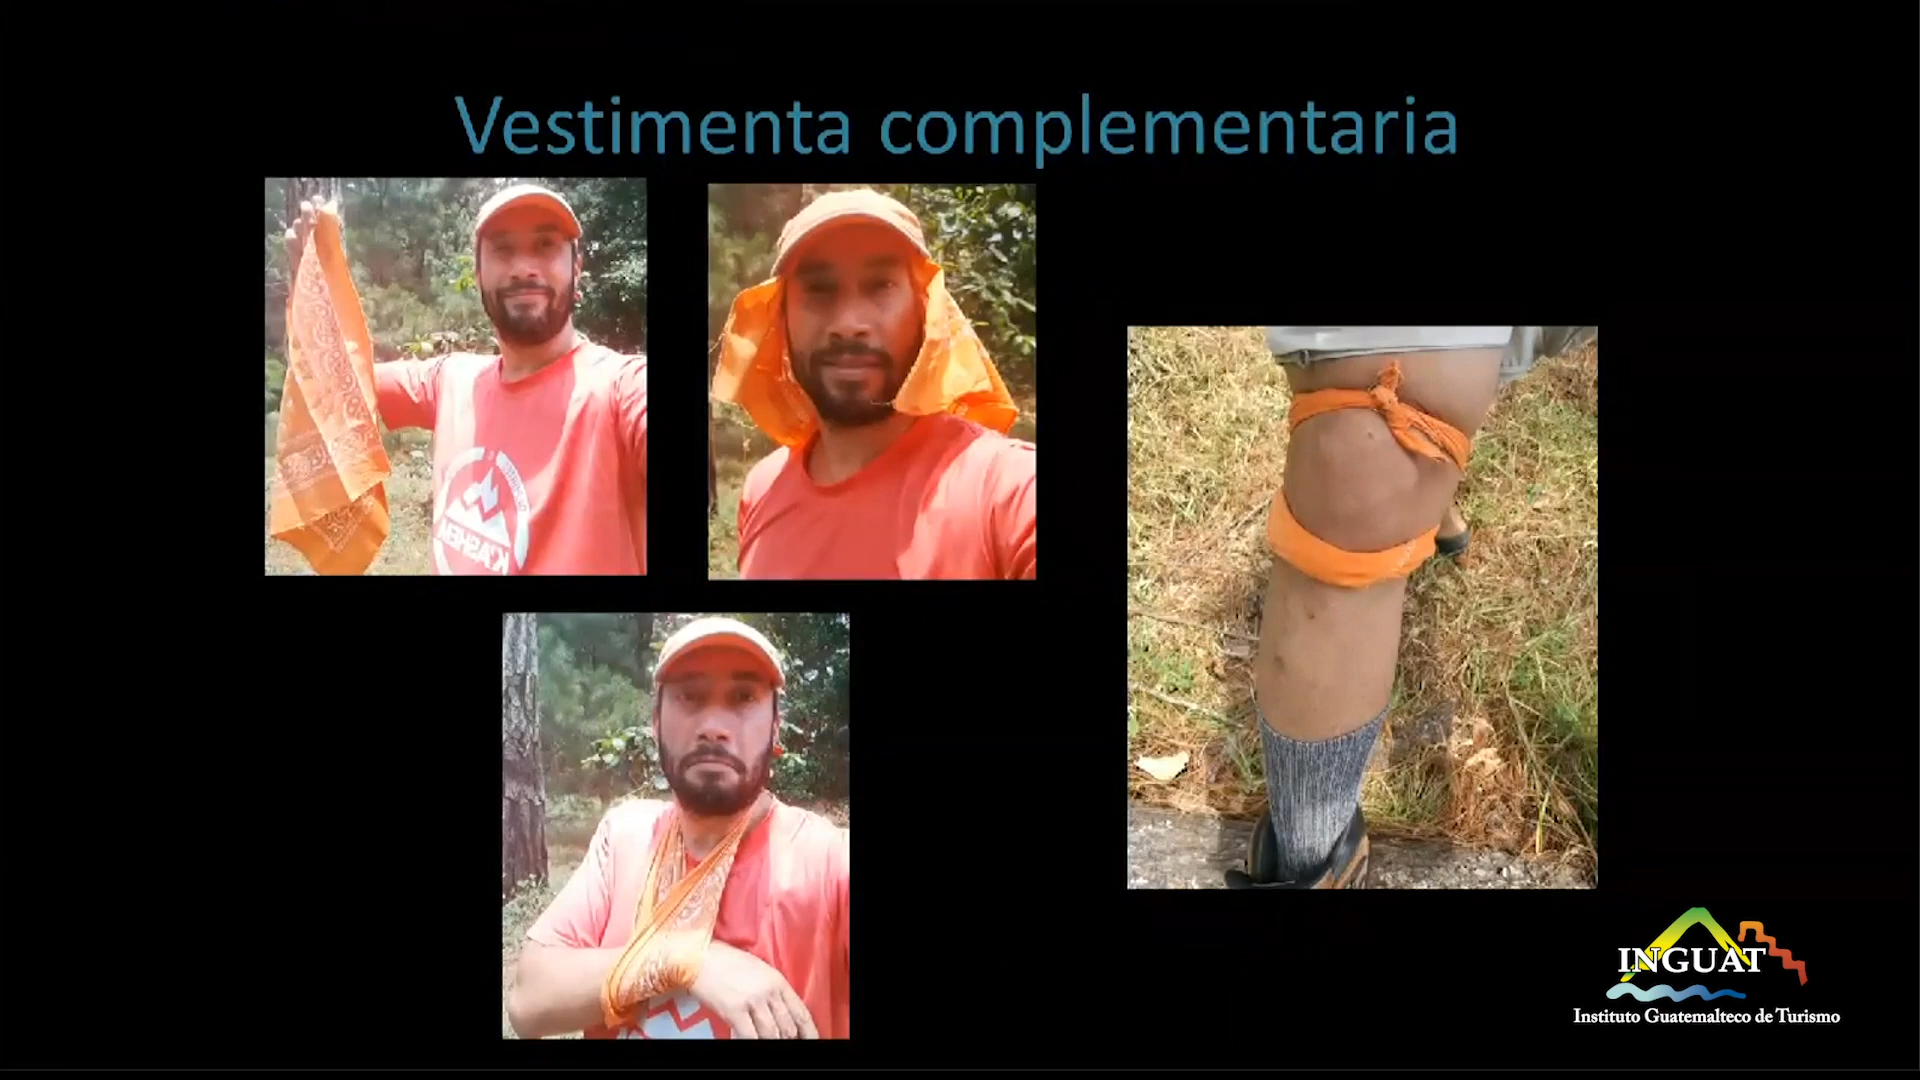 Vestimenta complementaria
INGUAT
Instituto Guatemalteco de Turismo